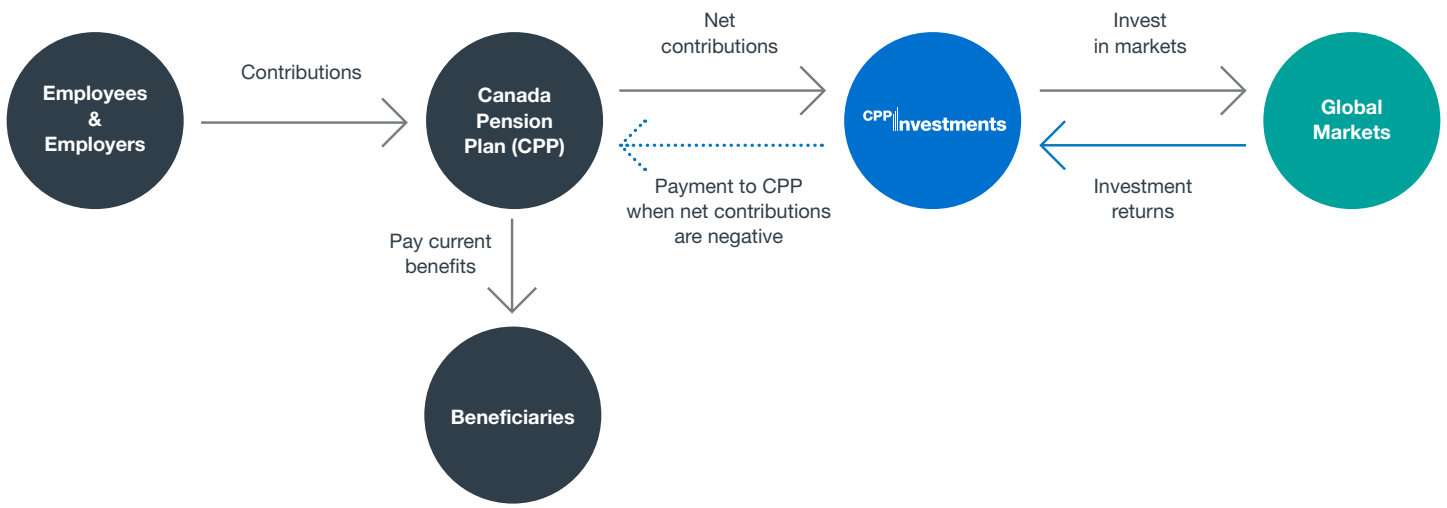 Employees
&
Employers
Contributions
Canada
Pension
Plan (CPP)
Net
contributions
Payment to CPP
when net contributions
are negative
CPP Investments
Invest
in markets
Investment
returns
Global
Markets
Pay current
benefits
Beneficiaries